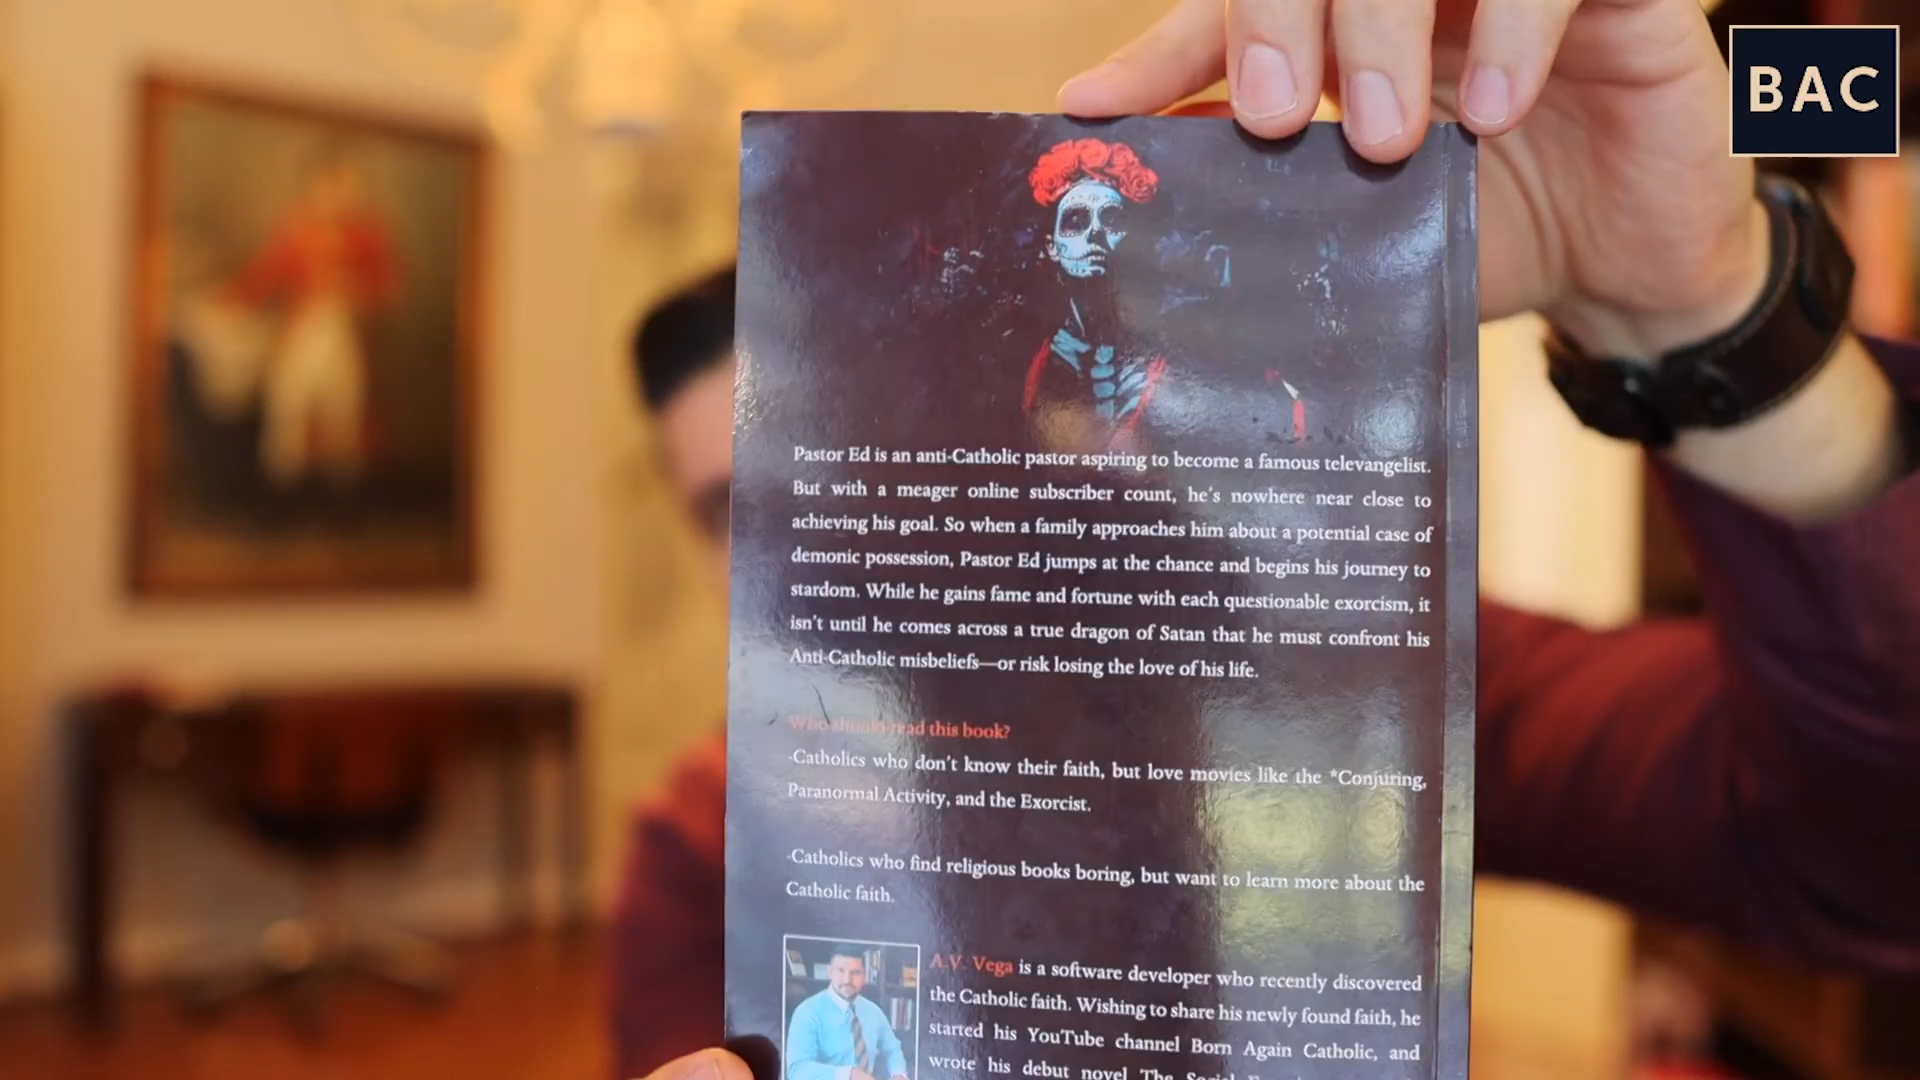 BAC
Pastor Ed is an anti-Catholic pastor aspiring to become a famous televangelist.
But with a meager online subscriber count, he's nowhere near close to
achieving his goal. So when a family approaches him about a potential case of
demonic possession, Pastor Ed jumps at the chance and begins his journey to
stardom. While he gains fame and fortune with each questionable exorcism, it
isn't until he comes across a true dragon of Satan that he must confront his
Anti-Catholic misbeliefs—or risk losing the love of his life.
Who should read this book?
-Catholics who don't know their faith, but love movies like the *Conjuring,
Paranormal Activity, and the Exorcist.
-Catholics who find religious books boring, but want to learn more about the
Catholic faith.
A.V. Vega is a software developer who recently discovered
the Catholic faith. Wishing to share his newly found faith, he
started his YouTube channel Born Again Catholic, and
wrote his debut novel The Social